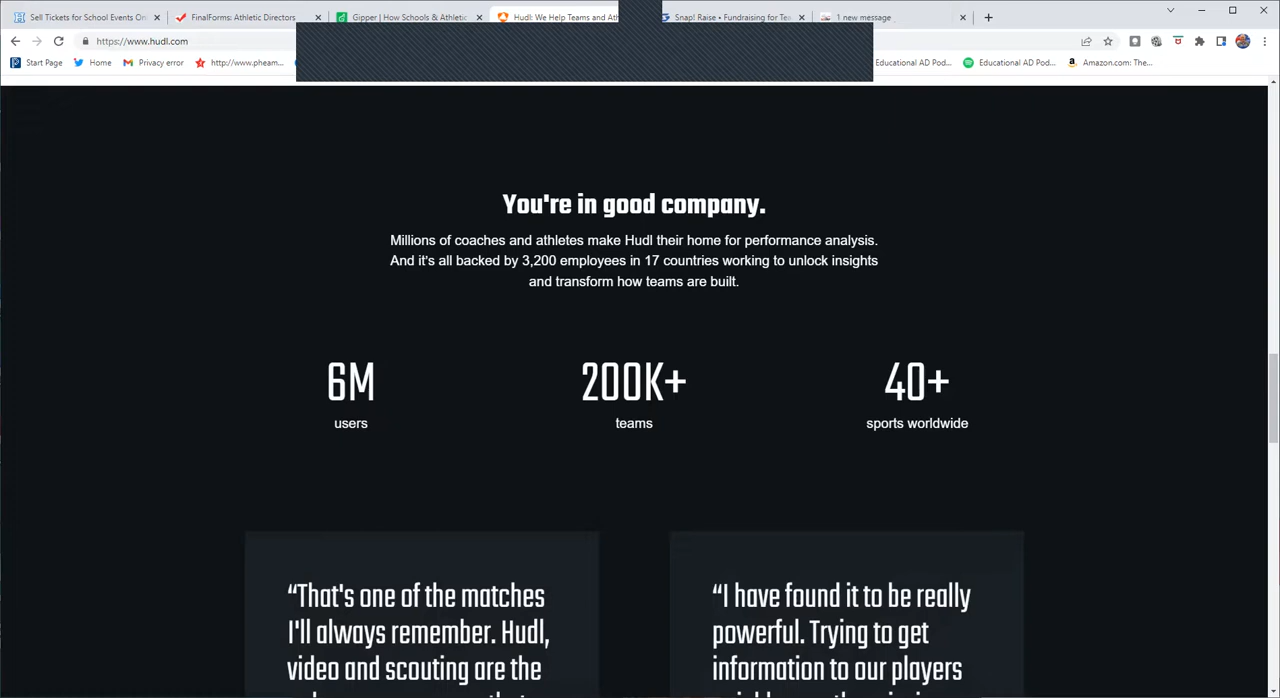 Sell Tickets for School Events On
FinalForms: Athletic Directors
Gipper | How Schools & Athletic
Hudl: We Help Teams and Ath
Snap! Raise • Fundraising for Te
1 new message
https://www.hudl.com
Start Page
Home
Privacy error
http://www.pheam...
Educational AD Pod...
Educational AD Pod...
Amazon.com: The...
You're in good company.
Millions of coaches and athletes make Hudl their home for performance analysis.
And it's all backed by 3,200 employees in 17 countries working to unlock insights
and transform how teams are built.
6M
200K+
40+
users
teams
sports worldwide
“That's one of the matches
I'll always remember. Hudl,
video and scouting are the
“I have found it to be really
powerful. Trying to get
information to our players